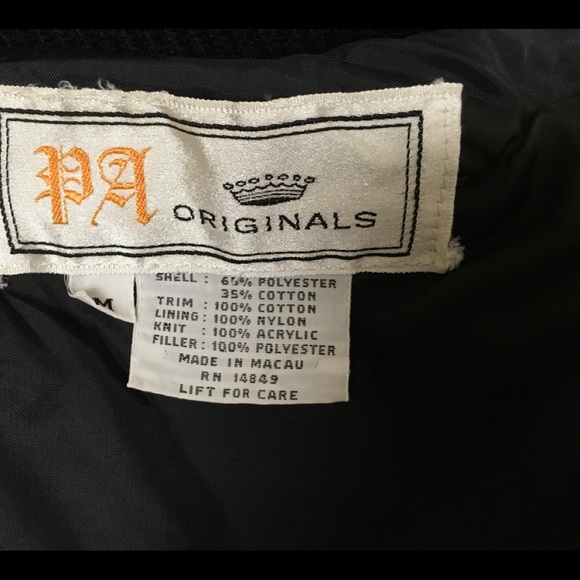 PA
ORIGINALS
M
SHELL : 65% POLYESTER
35% COTTON
TRIM : 100% COTTON
LINING : 100% NYLON
KNIT : 100% ACRYLIC
FILLER : 100% POLYESTER
MADE IN MACAU
RN 14849
LIFT FOR CARE